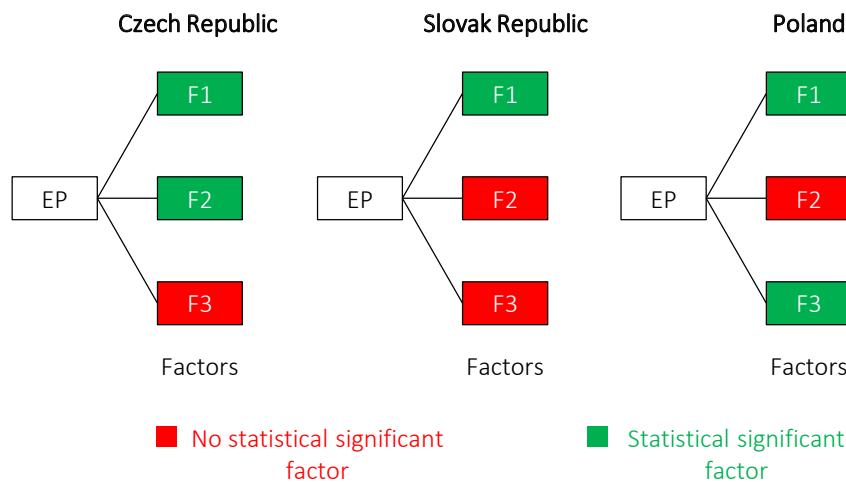 Czech Republic
Slovak Republic
Poland
F1
F1
F1
EP
F2
EP
F2
EP
F2
F3
F3
F3
Factors
Factors
Factors
No statistical significant
factor
Statistical significant
factor